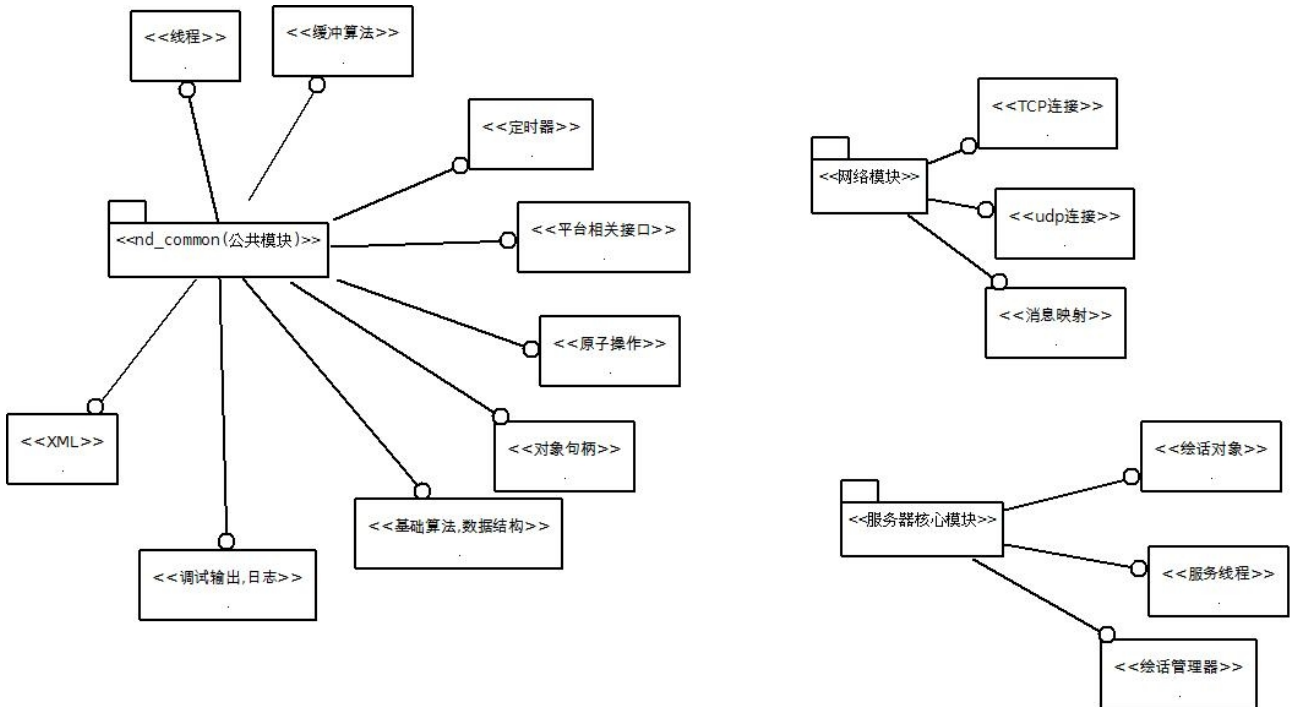 <<线程>>
<<缓冲算法>>
<<定时器>>
<<平台相关接口>>
<<nd_common(公共模块)>>
<<原子操作>>
<<对象句柄>>
<<XML>>
<<基础算法,数据结构>>
<<调试输出,日志>>
<<TCP连接>>
<<网络模块>>
<<udp连接>>
<<消息映射>>
<<绘话对象>>
<<服务器核心模块>>
<<服务线程>>
<<绘话管理器>>